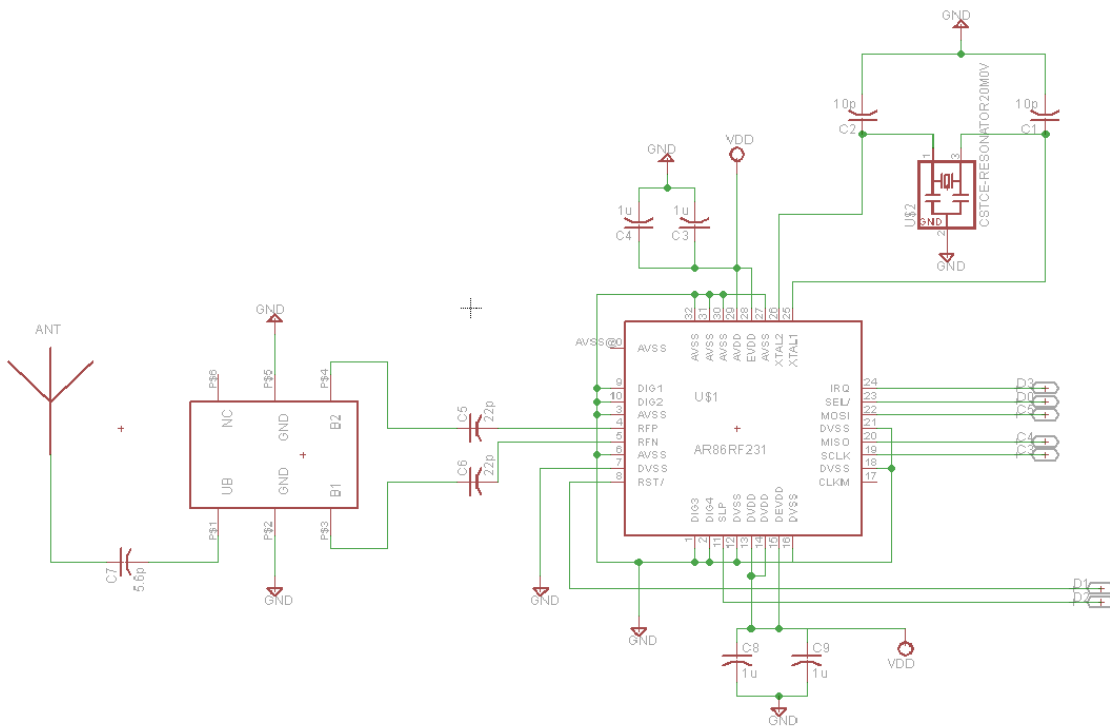 GND
10p
C2
10p
C1
CSTCE-RESONATOR20M0V
1
3
U$2
GND
2
GND
VDD
GND
1u
C4
1u
C3
32
31
30
29
28
27
26
25
AVSS
AVSS
AVSS
AVDD
EVDD
AVSS
XTAL2
XTAL1
AVSS
9
DIG1
10
DIG2
3
AVSS
4
RFP
5
RFN
6
AVSS
7
DVSS
8
RST/
U$1
AR86RF231
IRQ
24
D3
SEL/
23
D0
MOSI
22
C5
DVSS
21
MISO
20
C4
SCLK
19
C3
DVSS
18
CLKM
17
DIG3
DIG4
SLP
DVSS
DVDD
DVDD
DEVDD
DVSS
1
2
11
12
13
14
15
16
ANT
GND
P$6
P$5
P$4
NC
GND
B2
UB
GND
B1
P$1
P$2
P$3
C5
22p
C6
22p
C7
5.6p
GND
GND
GND
D1
D2
C8
1u
C9
1u
VDD
GND